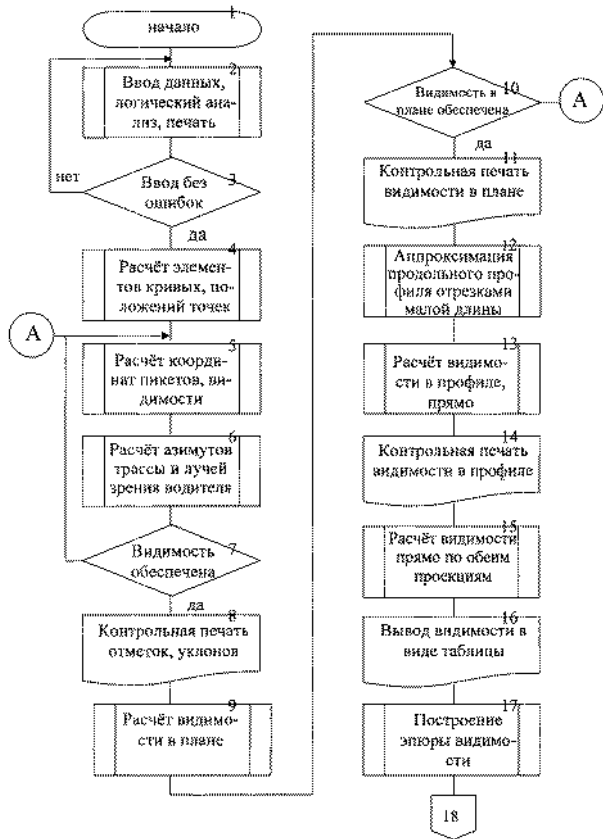 1
начало
2
Ввод данных,
логический ана-
лиз, печать
3
нет
Ввод без
ошибок
да
4
Расчёт элемен-
тов кривых, по-
ложений точек
А
5
Расчёт коорди-
нат пикетов, ви-
димости
6
Расчёт азимутов
трассы и лучей
зрения водителя
7
Видимость
обеспечена
да
8
Контрольная печать
отметок, уклонов
9
Расчёт видимо-
сти в плане
10
Видимость в
плане обеспечена
А
да
11
Контрольная печать
видимости в плане
12
Аппроксимация
продольного про-
филя отрезками
малой длины
13
Расчёт видимо-
сти в профиле,
прямо
14
Контрольная печать
видимости в профиле
15
Расчёт видимости
прямо по обеим
проекциям
16
Вывод видимости в
виде таблицы
17
Построение
эпюры видимо-
сти
18